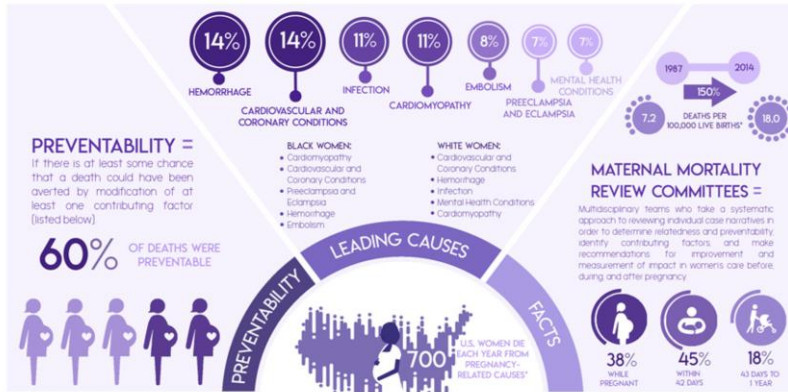 14%
14%
11%
11%
8%
7%
7%
HEMORRHAGE
CARDIOVASCULAR AND
CORONARY CONDITIONS
INFECTION
CARDIOMYOPATHY
EMBOLISM
PREECLAMPSIA
AND ECLAMPSIA
MENTAL HEALTH
CONDITIONS
BLACK WOMEN:
• Cardiomyopathy
• Cardiovascular and
Coronary Conditions
• Preeclampsia and
Eclampsia
• Hemorrhage
• Embolism
WHITE WOMEN:
• Cardiovascular and
Coronary Conditions
• Hemorrhage
• Infection
• Mental Health Conditions
• Cardiomyopathy
1987
2014
150%
7.2
DEATHS PER
100,000 LIVE BIRTHS*
18.0
PREVENTABILITY =
If there is at least some chance
that a death could have been
averted by modification of at
least one contributing factor
(listed below)
60%
OF DEATHS WERE
PREVENTABLE
MATERNAL MORTALITY
REVIEW COMMITTEES =
Multidisciplinary teams who take a systematic
approach to reviewing individual case narratives in
order to determine relatedness and preventability,
identify contributing factors, and make
recommendations for improvement and
measurement of impact in women's care before,
during and after pregnancy
38%
WHILE
PREGNANT
45%
WITHIN
42 DAYS
18%
43 DAYS TO
1 YEAR
PREVENTABILITY
LEADING CAUSES
FACTS
700
U.S. WOMEN DIE
EACH YEAR FROM
PREGNANCY-
RELATED CAUSES*